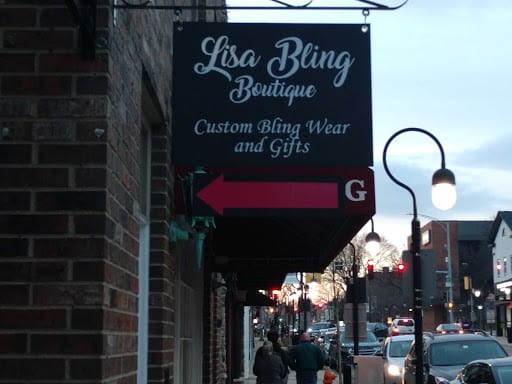 Lisa Bling
Boutique
Custom Bling Wear
and Gifts
G